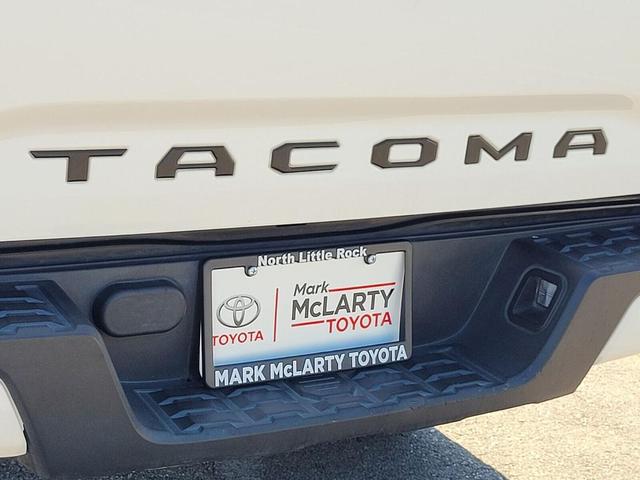 TACOMA
North Little Rock
Mark
McLARTY
TOYOTA
TOYOTA
MARK McLARTY TOYOTA